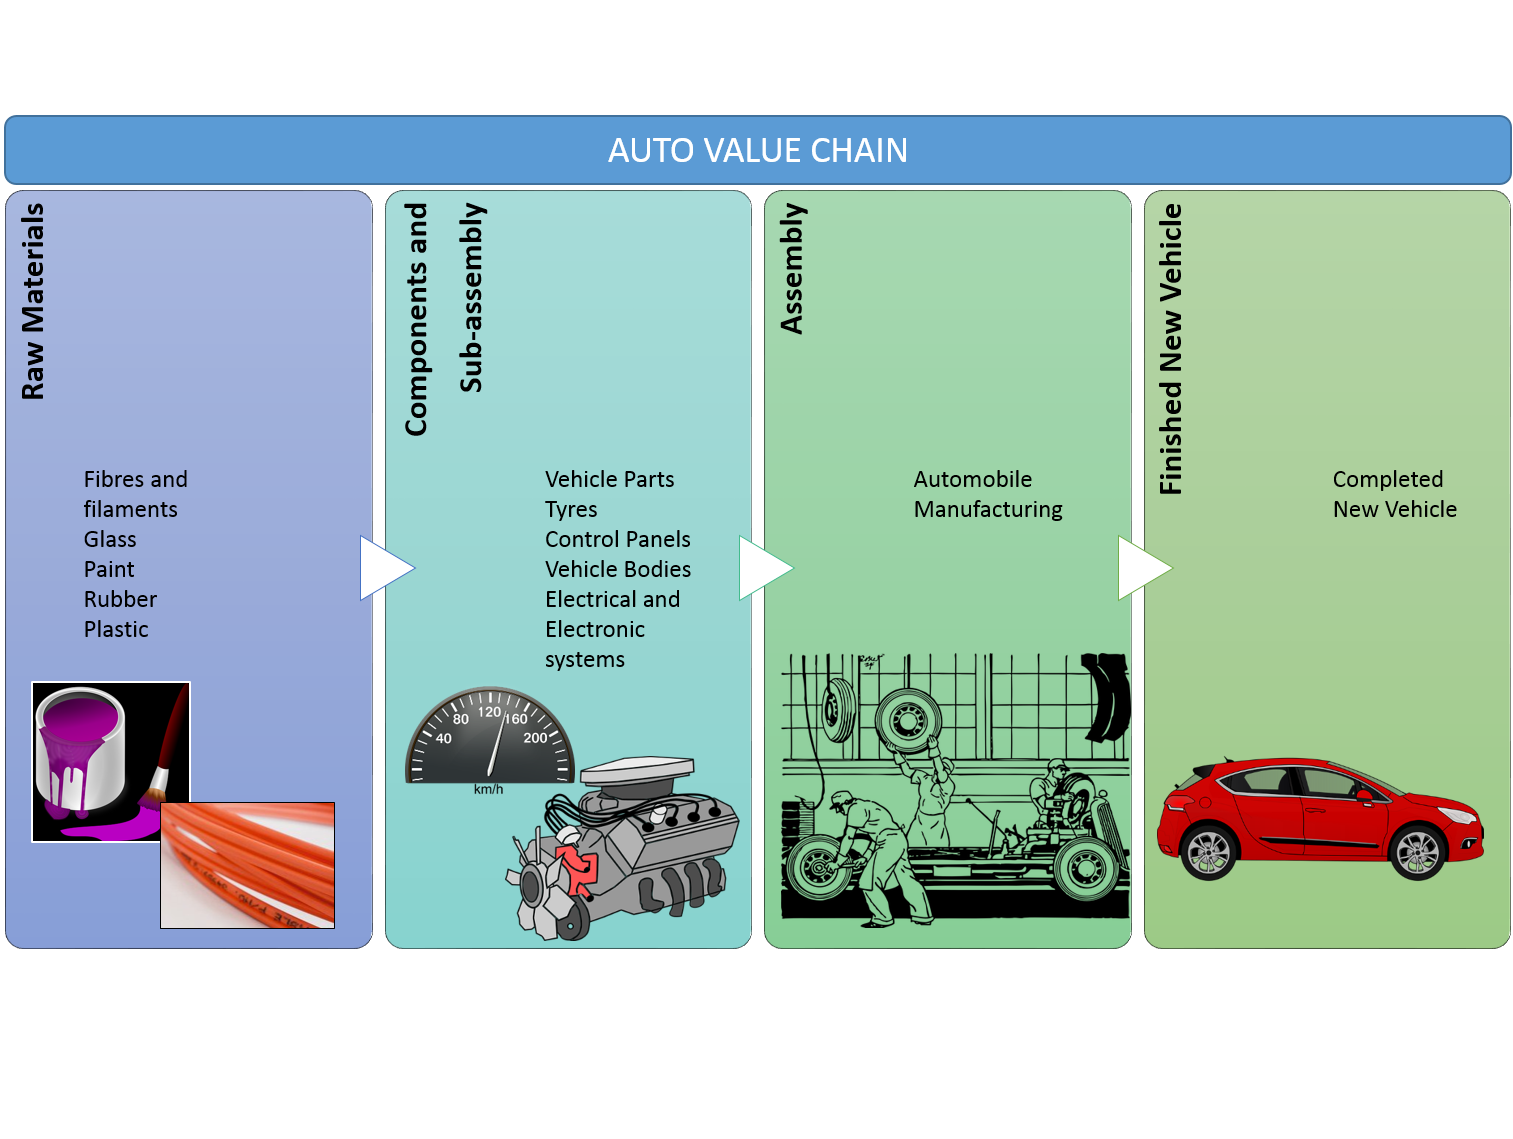 AUTO VALUE CHAIN
Raw Materials
Fibres and
filaments
Glass
Paint
Rubber
Plastic
Components and
Sub-assembly
Vehicle Parts
Tyres
Control Panels
Vehicle Bodies
Electrical and
Electronic
systems
40
80
120
160
200
km/h
Assembly
Automobile
Manufacturing
Finished New Vehicle
Completed
New Vehicle